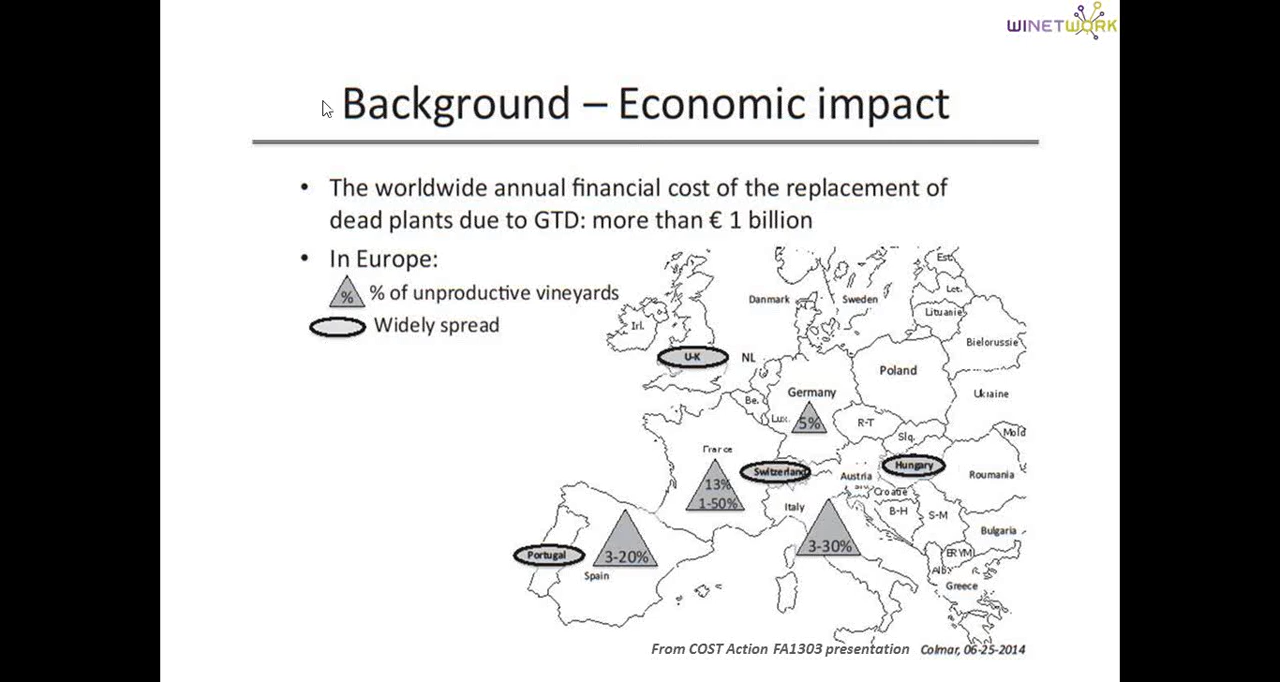 WINETWORK
Background – Economic impact
• The worldwide annual financial cost of the replacement of
dead plants due to GTD: more than € 1 billion
• In Europe:
% % of unproductive vineyards
Widely spread
Est.
Let.
Danmark
Sweden
Lituanie
Irl.
Bielorussie
U-K
NL
Poland
Germany
Ukraine
Be.
Lux.
5%
R-T
Slq.
Mold
France
Switzerland
Hungary
Austria
Roumania
13%
1-50%
Croatie
Italy
B-H
S-M
Bulgaria
3-30%
Portugal
3-20%
ERYM
Alb.
Spain
Greece
From COST Action FA1303 presentation Colmar, 06-25-2014